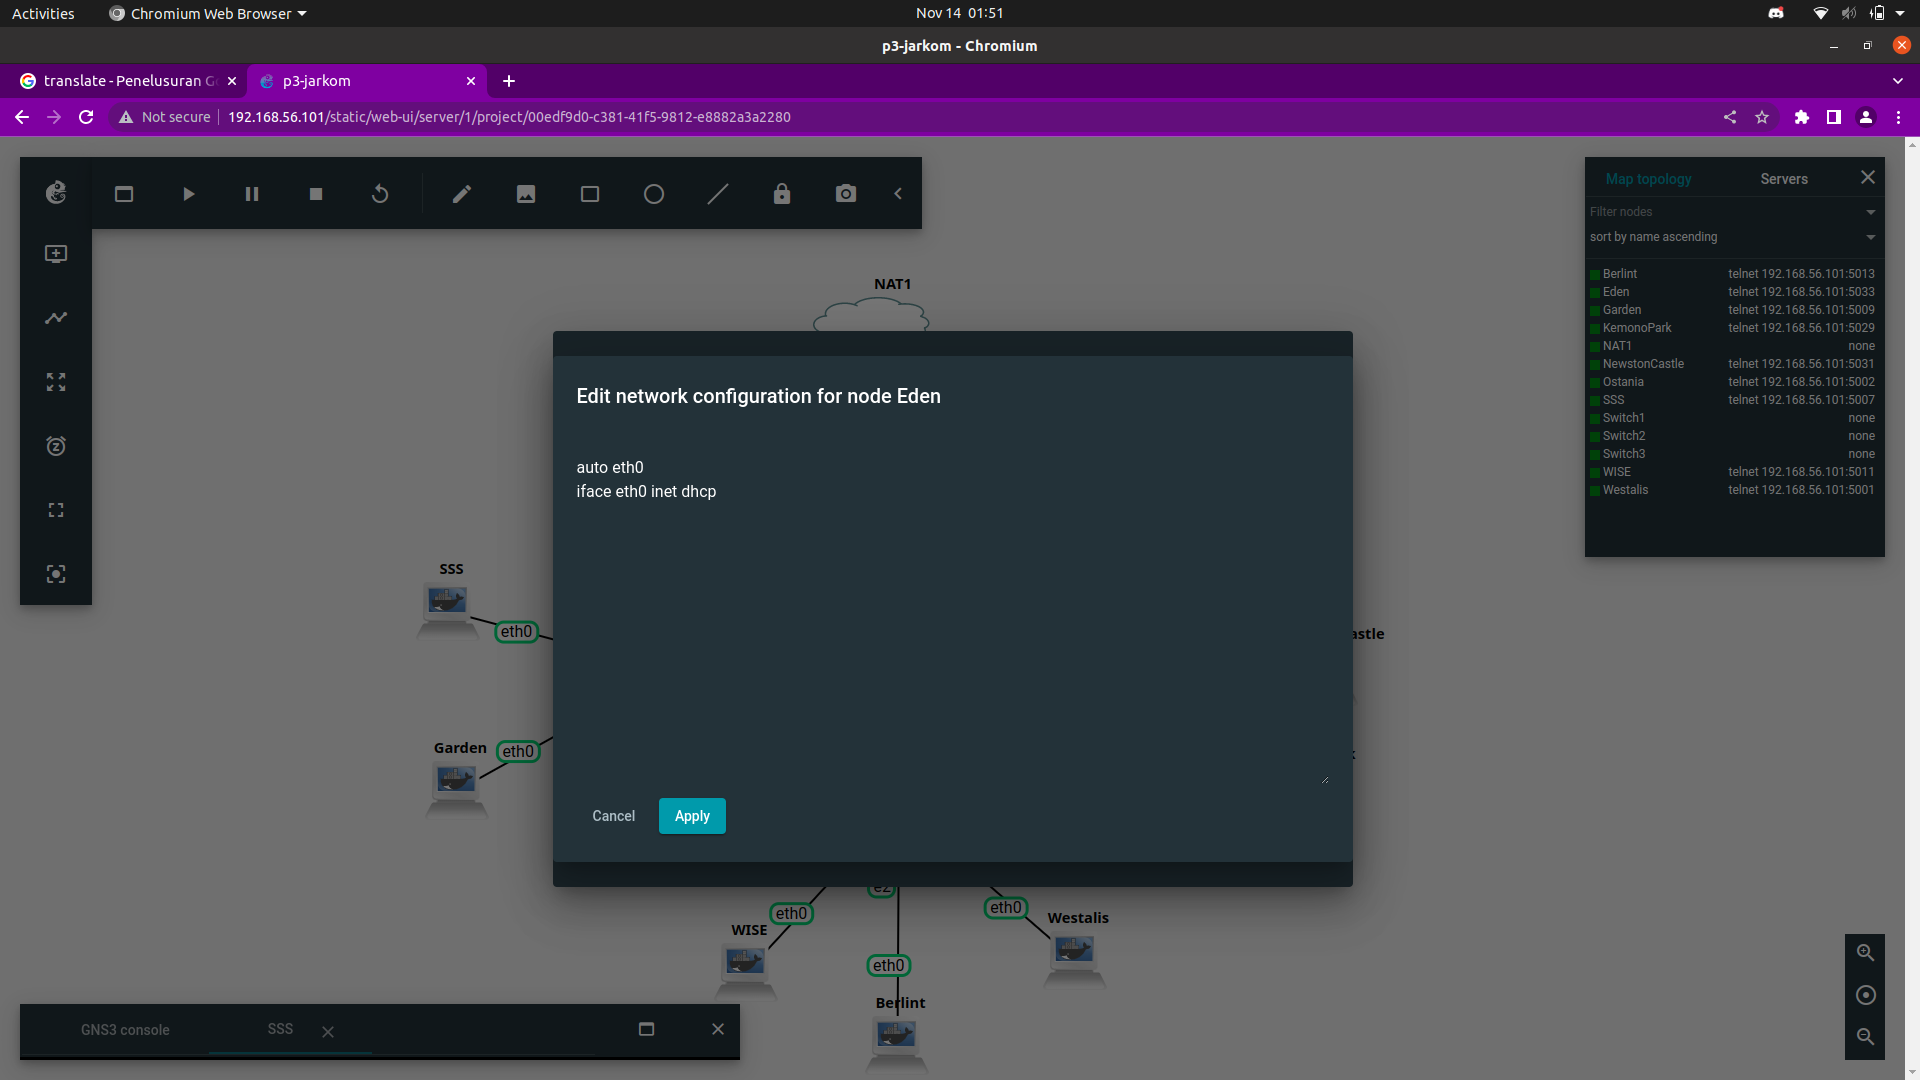 Activities
Chromium Web Browser
Nov 14 01:51
p3-jarkom - Chromium
translate - Penelusuran G
p3-jarkom
Not secure
192.168.56.101/static/web-ui/server/1/project/00edf9d0-c381-41f5-9812-e8882a3a2280
Map topology
Servers
Filter nodes
sort by name ascending
Berlint telnet 192.168.56.101:5013
Eden telnet 192.168.56.101:5033
Garden telnet 192.168.56.101:5009
KemonoPark telnet 192.168.56.101:5029
NAT1 none
NewstonCastle telnet 192.168.56.101:5031
Ostania telnet 192.168.56.101:5002
SSS telnet 192.168.56.101:5007
Switch1 none
Switch2 none
Switch3 none
WISE telnet 192.168.56.101:5011
Westalis telnet 192.168.56.101:5001
NAT1
Edit network configuration for node Eden
auto eth0
iface eth0 inet dhcp
Cancel
Apply
SSS
eth0
astle
Garden
eth0
e2
eth0
WISE
eth0
Westalis
eth0
Berlint
GNS3 console
SSS